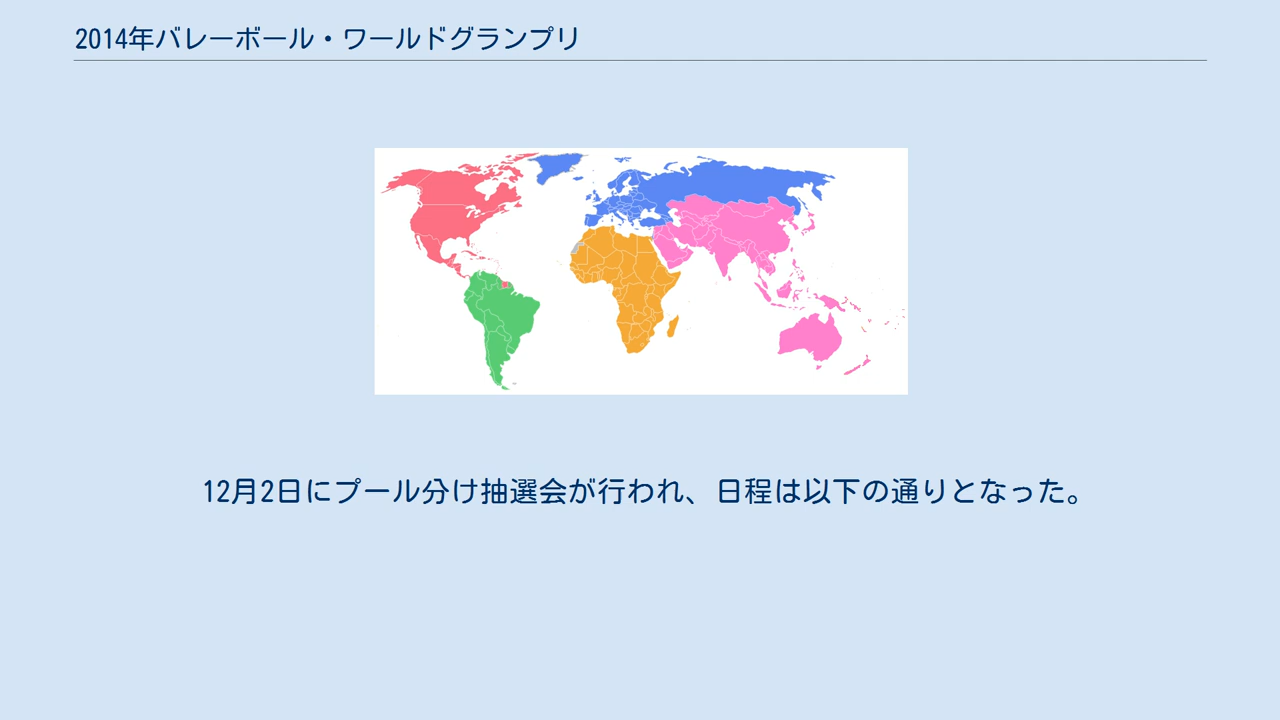 2014年バレーボール・ワールドグランプリ
12月2日にプール分け抽選会が行われ、日程は以下の通りとなった。